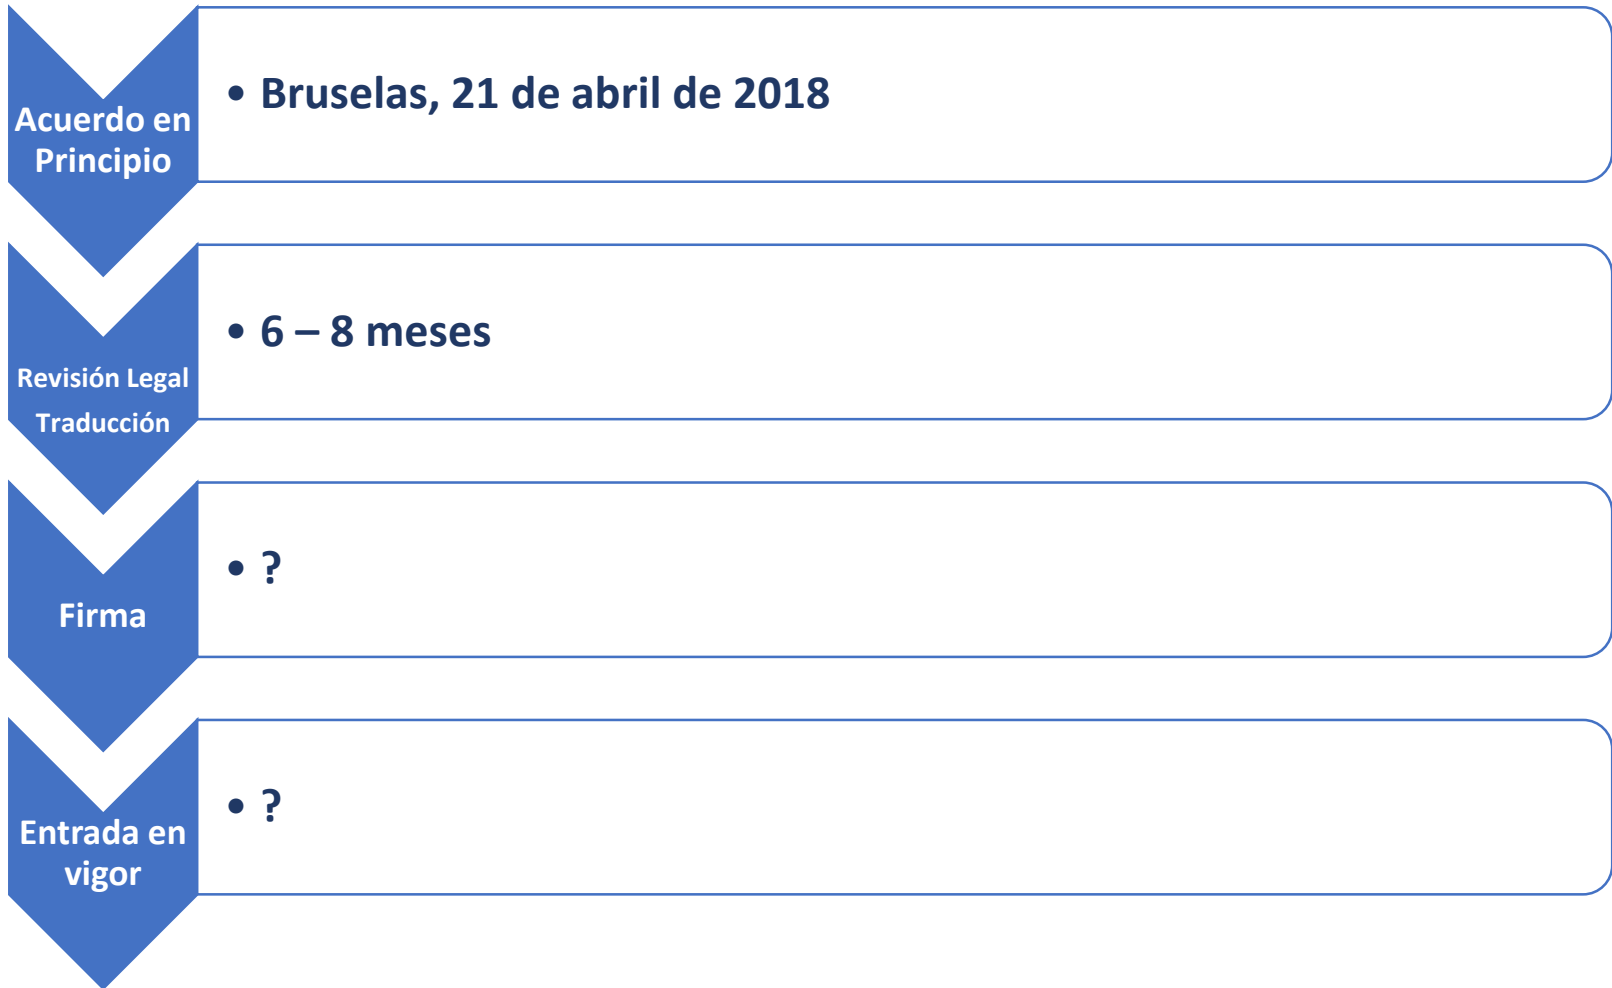 Acuerdo en
Principio
• Bruselas, 21 de abril de 2018
Revisión Legal
Traducción
• 6 – 8 meses
Firma
• ?
Entrada en
vigor
• ?